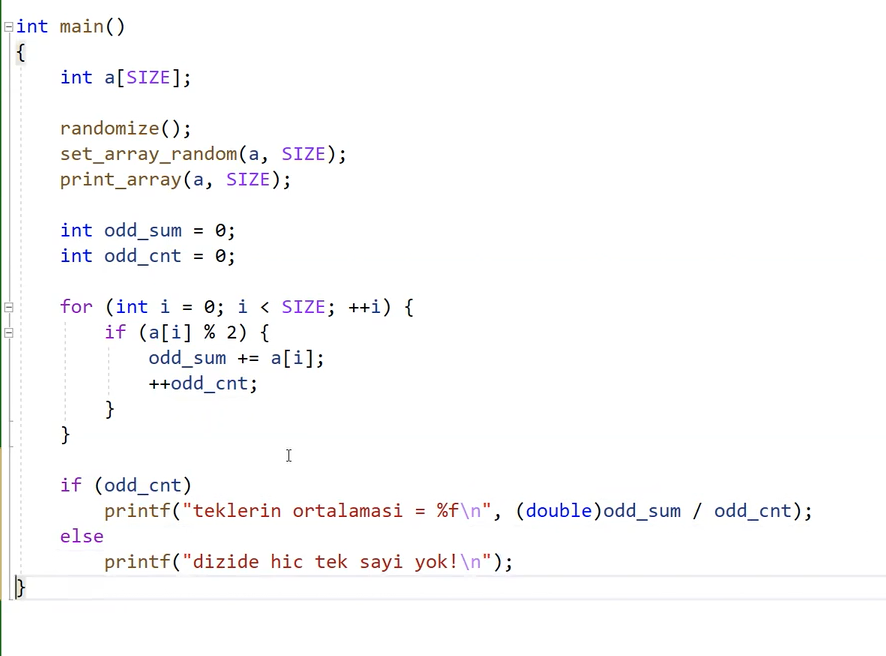 int main()
{
    int a[SIZE];

    randomize();
    set_array_random(a, SIZE);
    print_array(a, SIZE);

    int odd_sum = 0;
    int odd_cnt = 0;

    for (int i = 0; i < SIZE; ++i) {
        if (a[i] % 2) {
            odd_sum += a[i];
            ++odd_cnt;
        }
    }

    if (odd_cnt)
        printf("teklerin ortalamasi = %f\n", (double)odd_sum / odd_cnt);
    else
        printf("dizide hic tek sayi yok!\n");
}